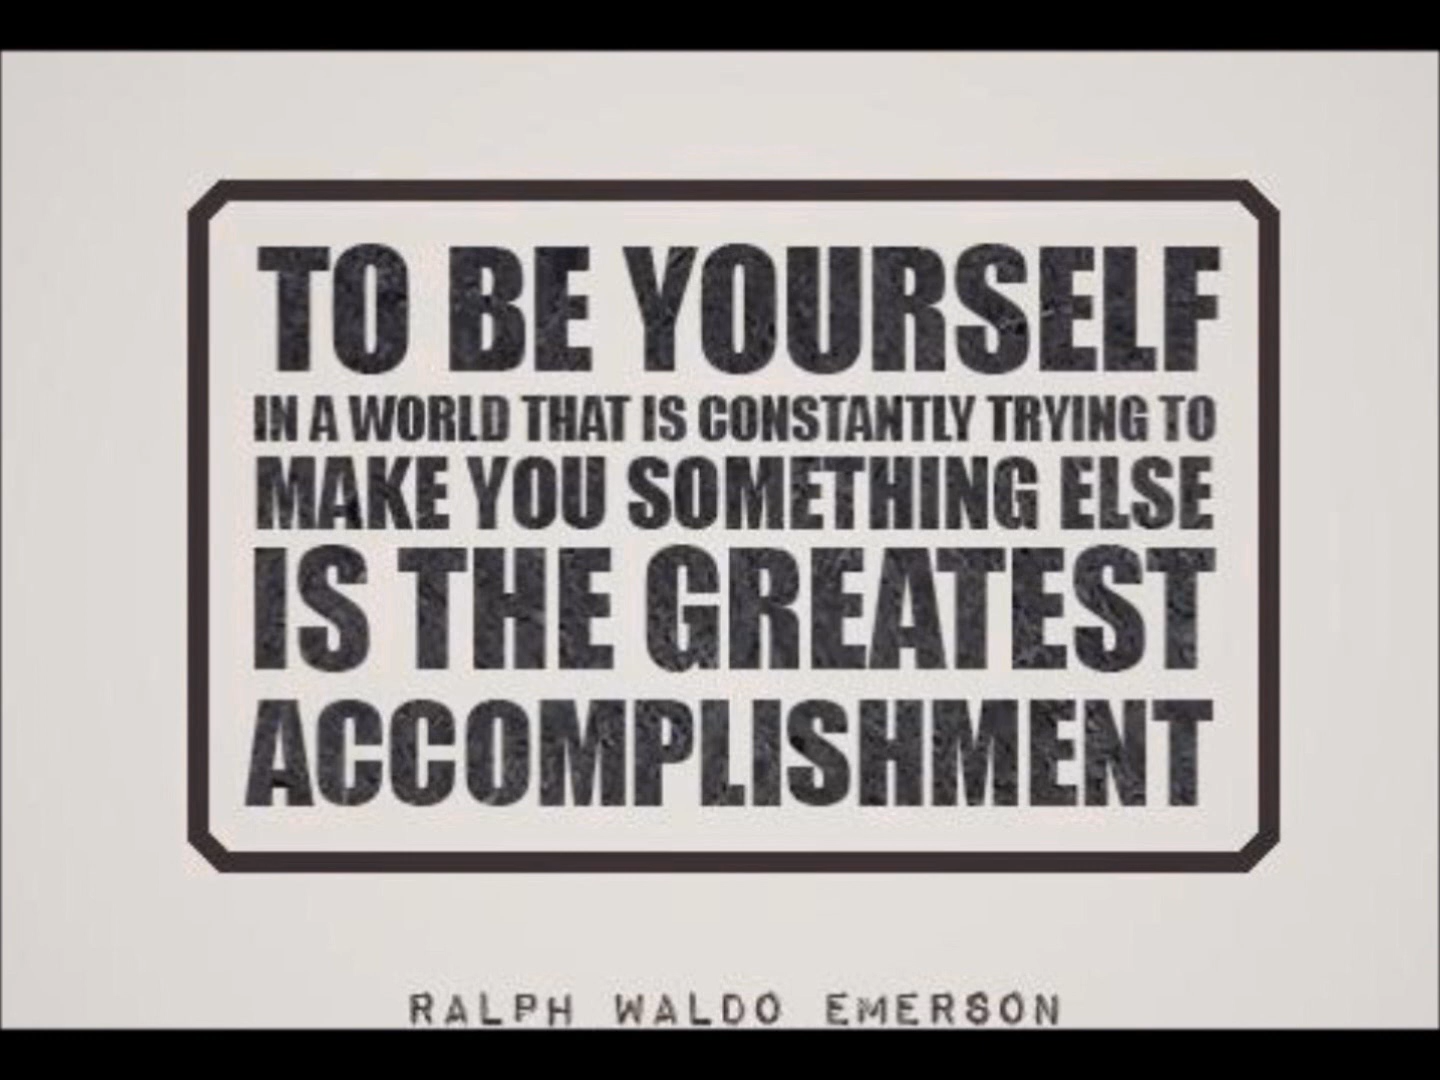 TO BE YOURSELF
IN A WORLD THAT IS CONSTANTLY TRYING TO
MAKE YOU SOMETHING ELSE
IS THE GREATEST
ACCOMPLISHMENT
RALPH WALDO EMERSON